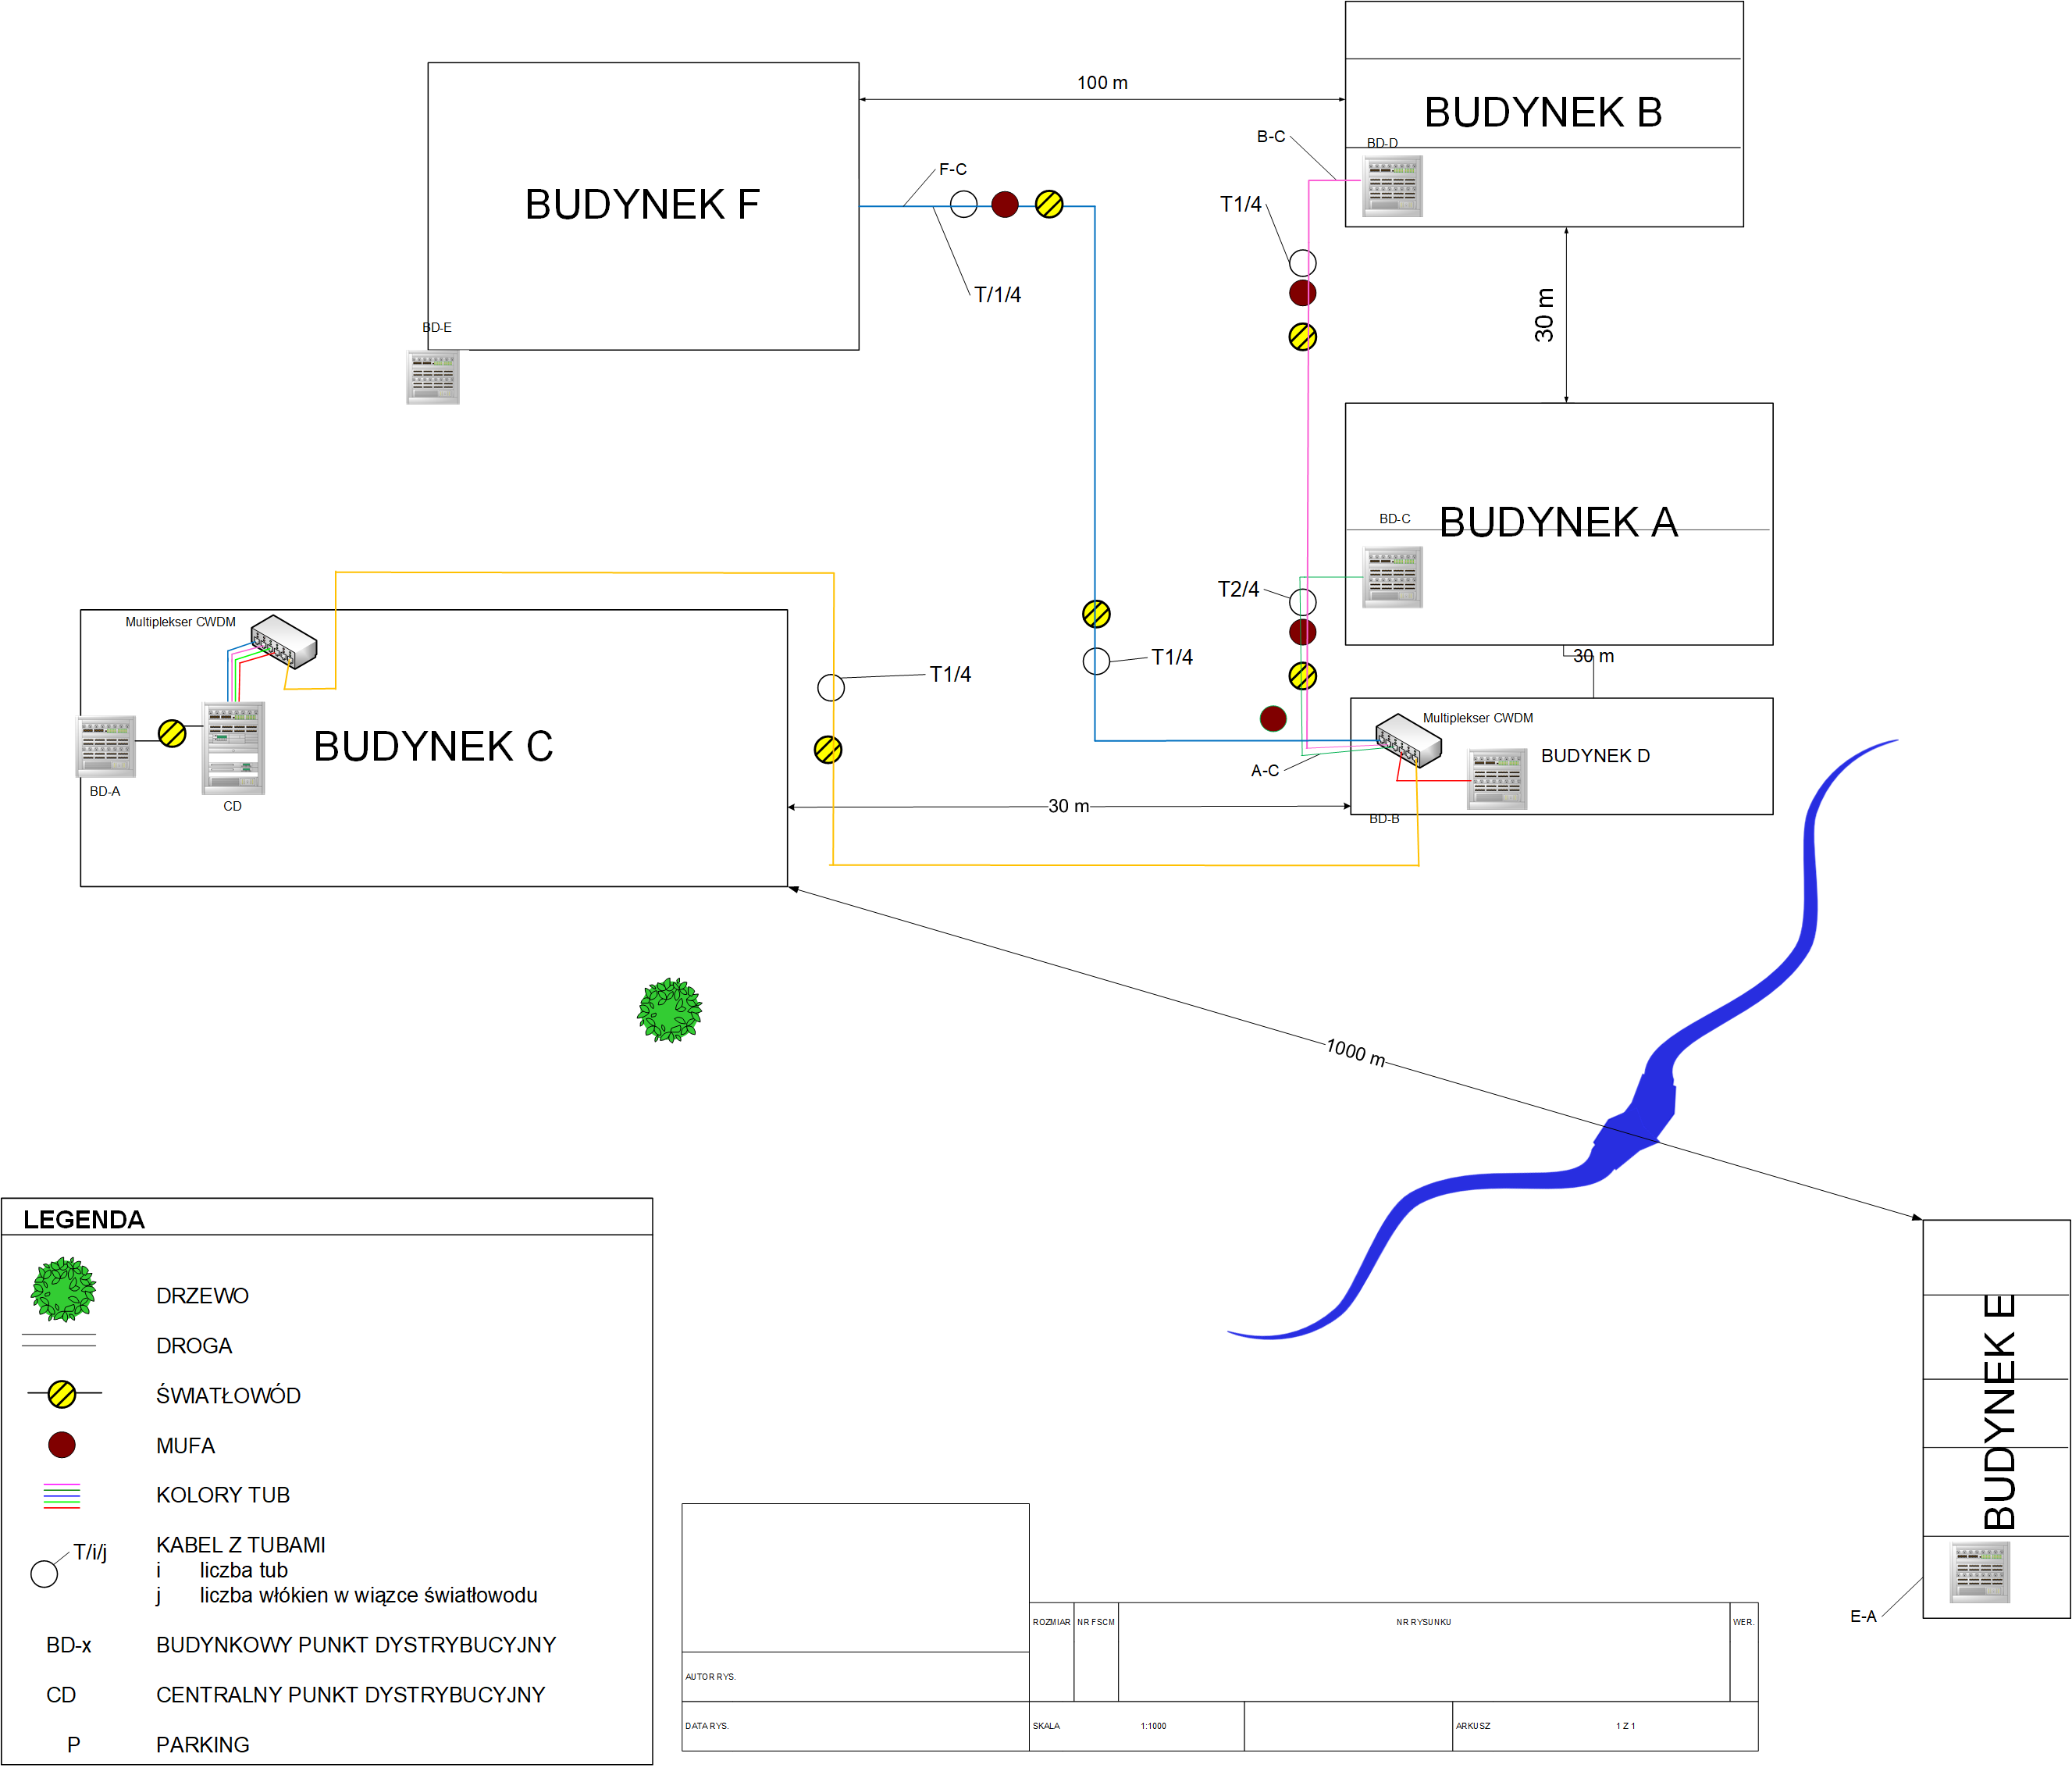 100 m
BUDYNEK B
B-C
BD-D
F-C
BUDYNEK F
T1/4
T/1/4
30 m
BD-E
BD-C
BUDYNEK A
T2/4
Multiplekser CWDM
T1/4
T1/4
30 m
Multiplekser CWDM
BUDYNEK C
BUDYNEK D
A-C
BD-A
CD
30 m
BD-B
1000 m
LEGENDA
DRZEWO
DROGA
ŚWIATŁOWÓD
MUFA
KOLORY TUB
T/i/j
KABEL Z TUBAMI
i liczba tub
j liczba włókien w wiązce światłowodu
BD-x BUDYNKOWY PUNKT DYSTRYBUCYJNY
CD CENTRALNY PUNKT DYSTRYBUCYJNY
P PARKING
BUDYNEK E
E-A
ROZMIAR NR FSCM NR RYSUNKU WER.
AUTOR RYS.
DATA RYS. SKALA 1:1000 ARKUSZ 1 Z 1